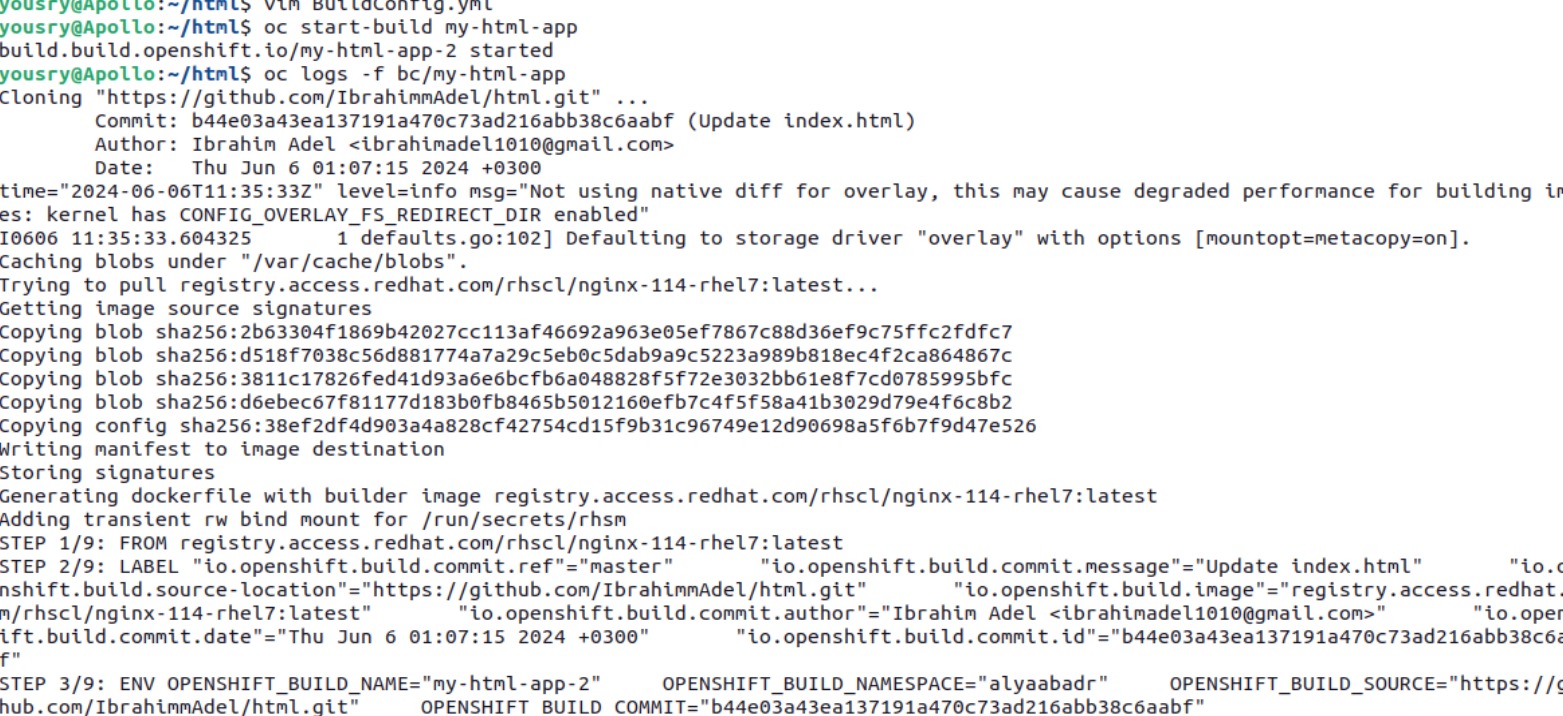 yousry@Apollo:~/html$ vim BuildConfig.yml
yousry@Apollo:~/html$ oc start-build my-html-app
build.build.openshift.io/my-html-app-2 started
yousry@Apollo:~/html$ oc logs -f bc/my-html-app
Cloning "https://github.com/IbrahimmAdel/html.git" ...
        Commit: b44e03a43ea137191a470c73ad216abb38c6aabf (Update index.html)
        Author: Ibrahim Adel <ibrahimadel1010@gmail.com>
        Date:   Thu Jun 6 01:07:15 2024 +0300
time="2024-06-06T11:35:33Z" level=info msg="Not using native diff for overlay, this may cause degraded performance for building im
es: kernel has CONFIG_OVERLAY_FS_REDIRECT_DIR enabled"
I0606 11:35:33.604325       1 defaults.go:102] Defaulting to storage driver "overlay" with options [mountopt=metacopy=on].
Caching blobs under "/var/cache/blobs".
Trying to pull registry.access.redhat.com/rhscl/nginx-114-rhel7:latest...
Getting image source signatures
Copying blob sha256:2b63304f1869b42027cc113af46692a963e05ef7867c88d36ef9c75ffc2fdfc7
Copying blob sha256:d518f7038c56d881774a7a29c5eb0c5dab9a9c5223a989b818ec4f2ca864867c
Copying blob sha256:3811c17826fed41d93a6e6bcfb6a048828f5f72e3032bb61e8f7cd0785995bfc
Copying blob sha256:d6ebec67f81177d183b0fb8465b5012160efb7c4f5f58a41b3029d79e4f6c8b2
Copying config sha256:38ef2df4d903a4a828cf42754cd15f9b31c96749e12d90698a5f6b7f9d47e526
Writing manifest to image destination
Storing signatures
Generating dockerfile with builder image registry.access.redhat.com/rhscl/nginx-114-rhel7:latest
Adding transient rw bind mount for /run/secrets/rhsm
STEP 1/9: FROM registry.access.redhat.com/rhscl/nginx-114-rhel7:latest
STEP 2/9: LABEL "io.openshift.build.commit.ref"="master"       "io.openshift.build.commit.message"="Update index.html"       "io.o
nshift.build.source-location"="https://github.com/IbrahimmAdel/html.git"       "io.openshift.build.image"="registry.access.redhat.
m/rhscl/nginx-114-rhel7:latest"       "io.openshift.build.commit.author"="Ibrahim Adel <ibrahimadel1010@gmail.com>"       "io.open
ift.build.commit.date"="Thu Jun 6 01:07:15 2024 +0300"       "io.openshift.build.commit.id"="b44e03a43ea137191a470c73ad216abb38c6a
f"
STEP 3/9: ENV OPENSHIFT_BUILD_NAME="my-html-app-2"     OPENSHIFT_BUILD_NAMESPACE="alyaabadr"     OPENSHIFT_BUILD_SOURCE="https://g
hub.com/IbrahimmAdel/html.git"     OPENSHIFT_BUILD_COMMIT="b44e03a43ea137191a470c73ad216abb38c6aabf"